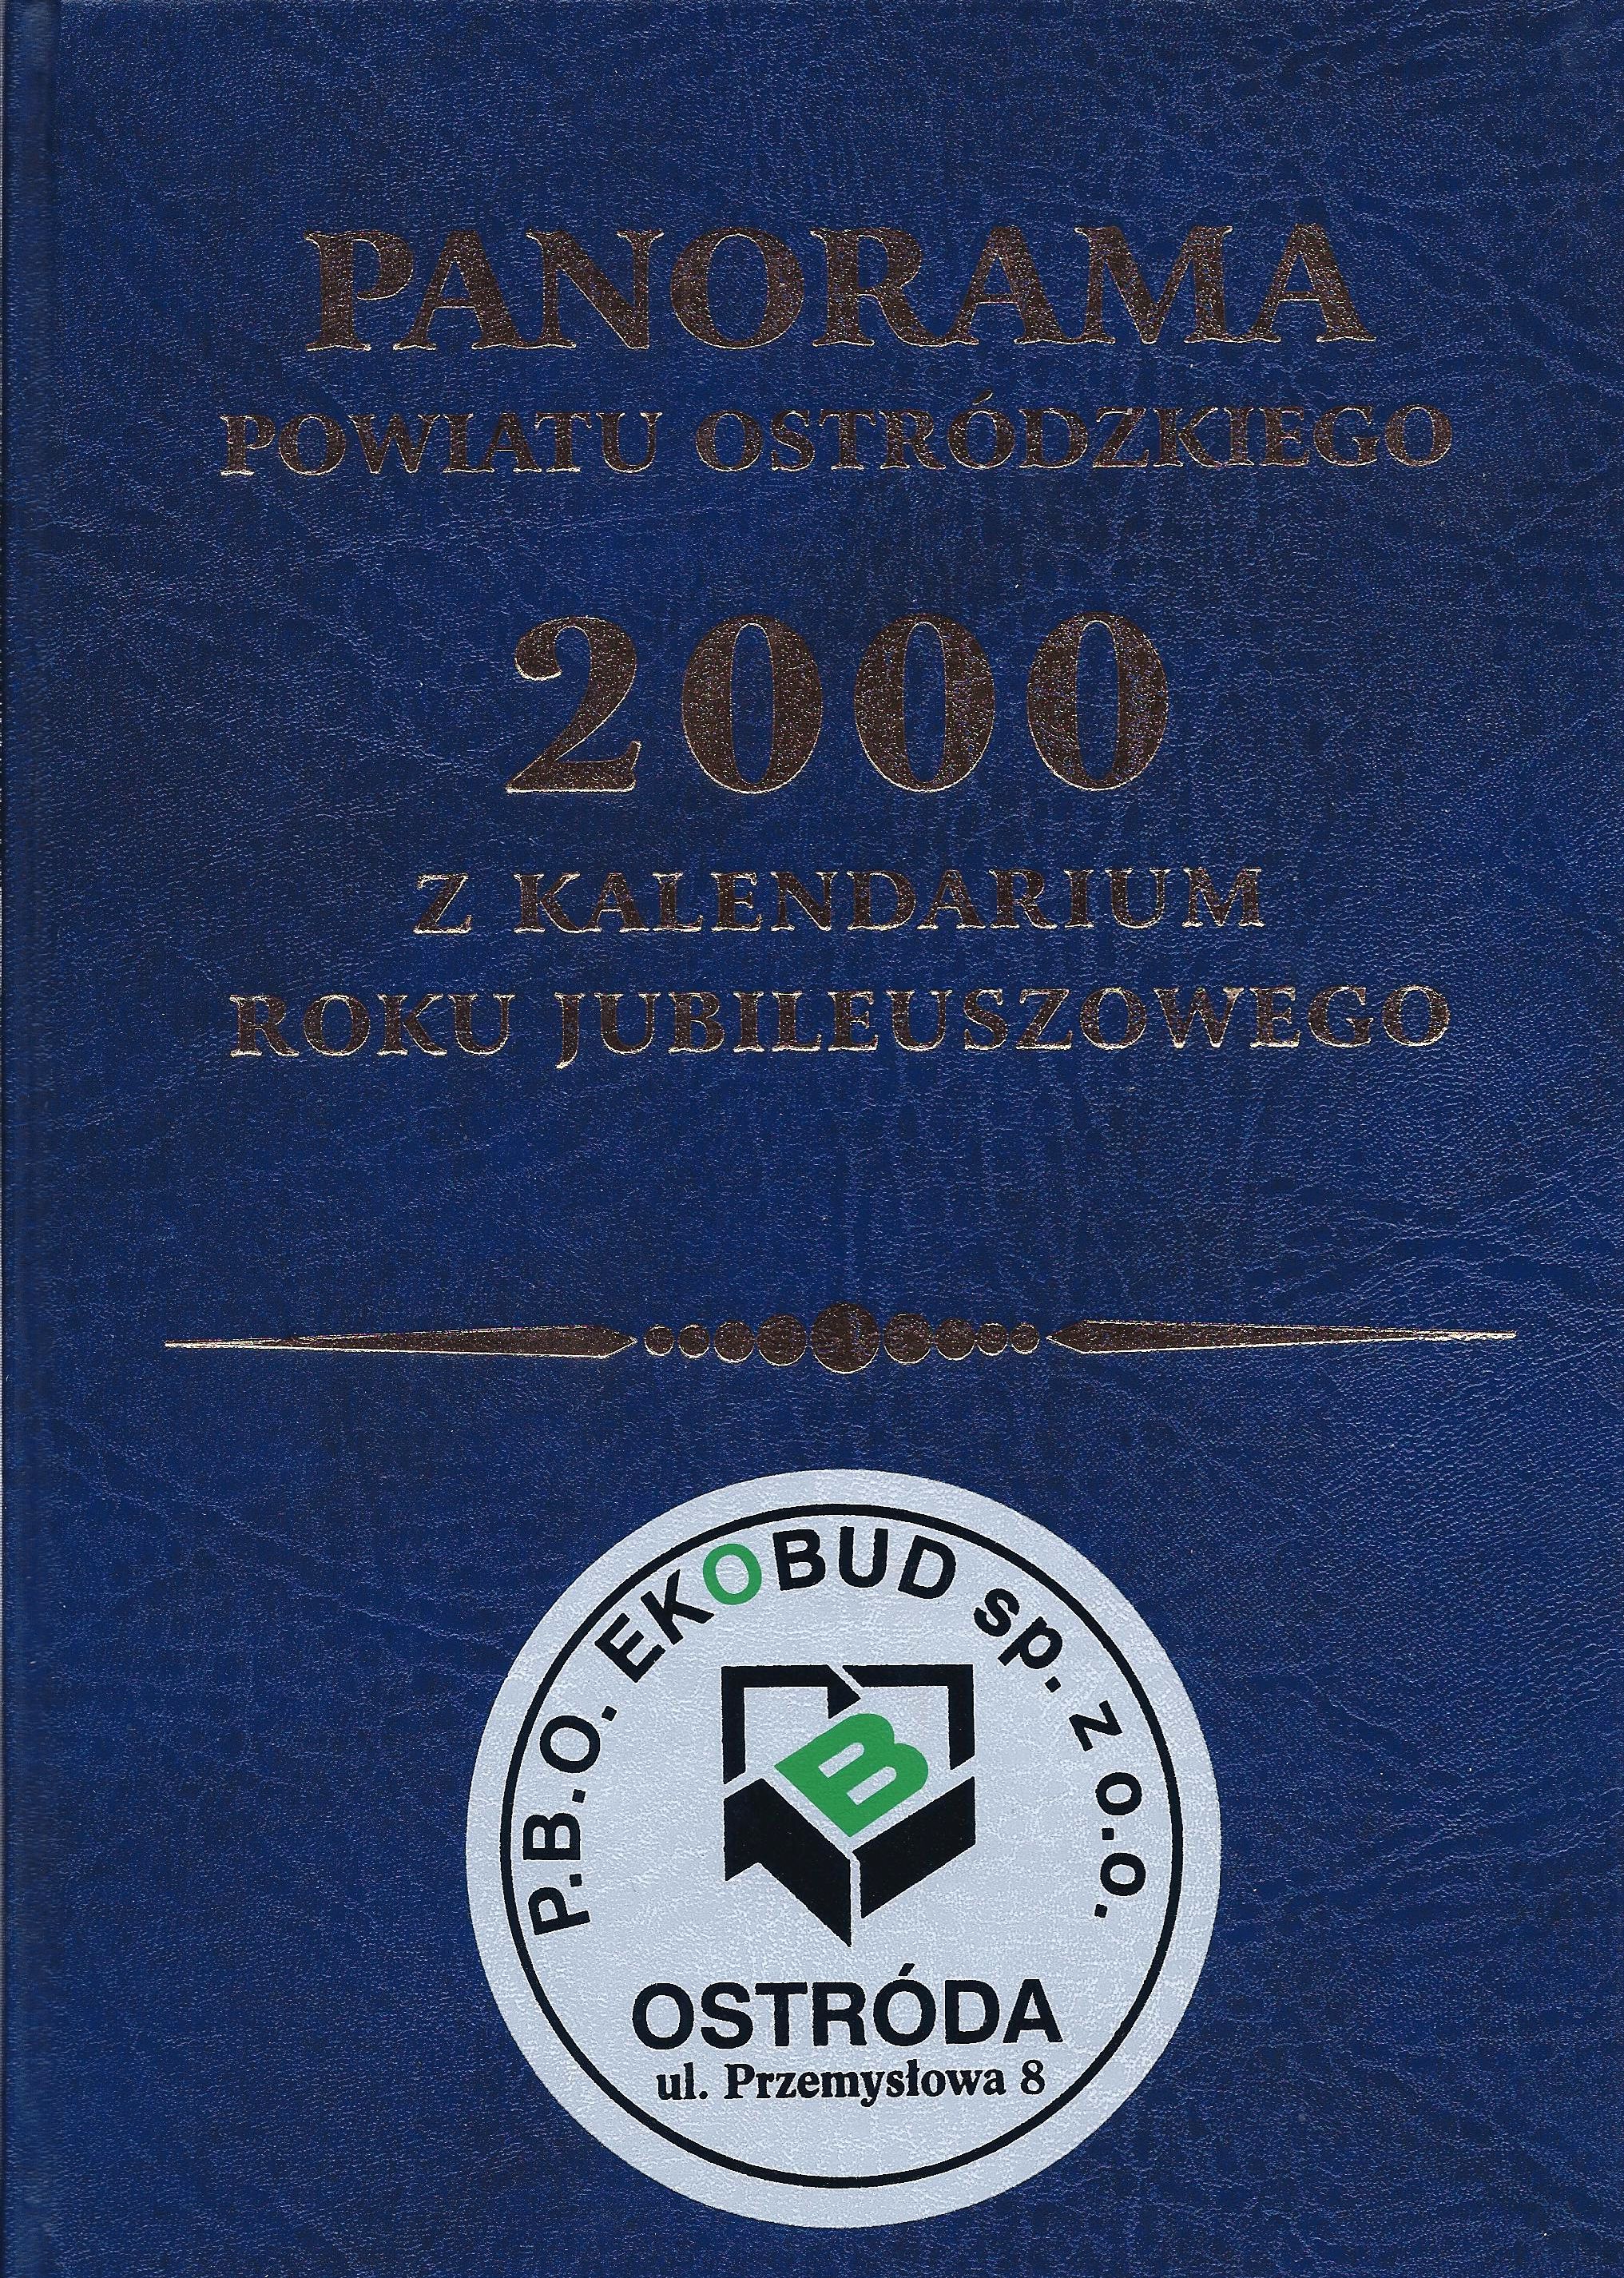 PANORAMA
POWIATU OSTRÓDZKIEGO
2000
Z KALENDARIUM
ROKU JUBILEUSZOWEGO
P.B.O. EKOBUD sp. z o.o.
B
OSTRÓDA
ul. Przemysłowa 8